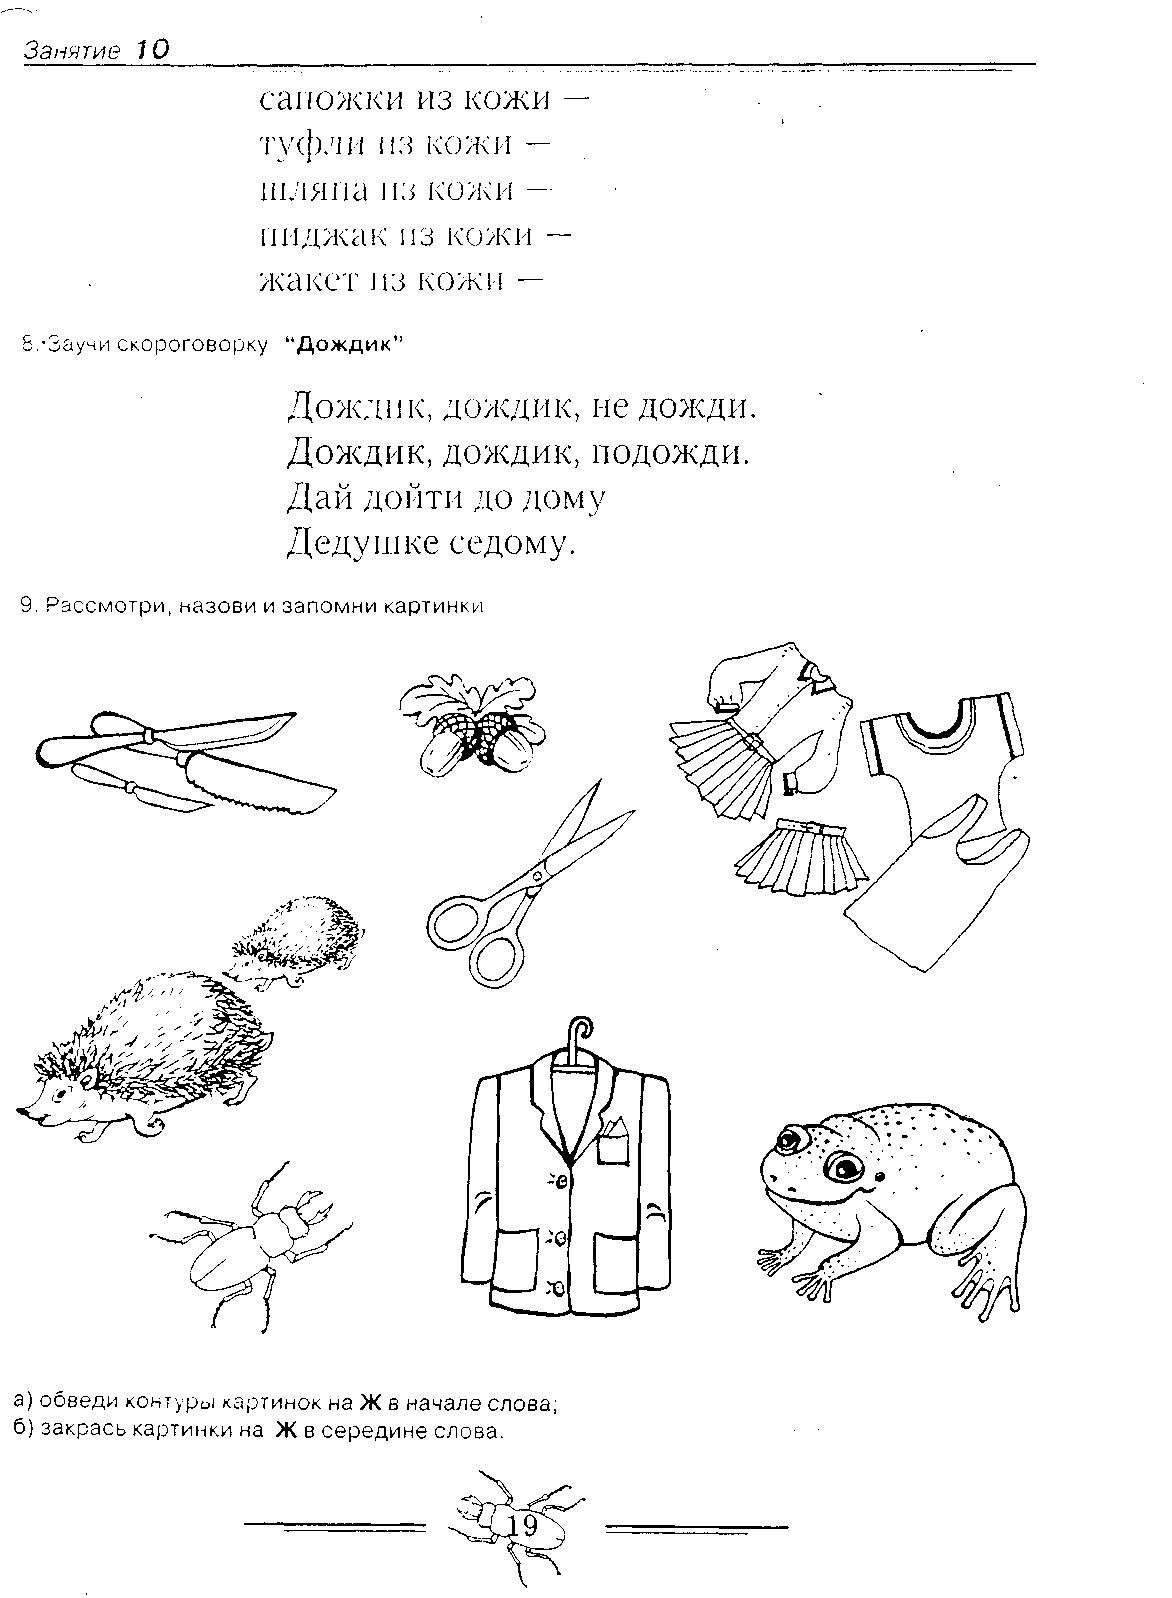 Занятие 10
сапожки из кожи —
туфли из кожи —
шляпа из кожи —
пиджак из кожи —
жакет из кожи —
8. Заучи скороговорку "Дождик"
Дождик, дождик, не дожди.
Дождик, дождик, подожди.
Дай дойти до дому
Дедушке седому.
9. Рассмотри, назови и запомни картинки
а) обведи контуры картинок на Ж в начале слова;
б) закрась картинки на Ж в середине слова.
19